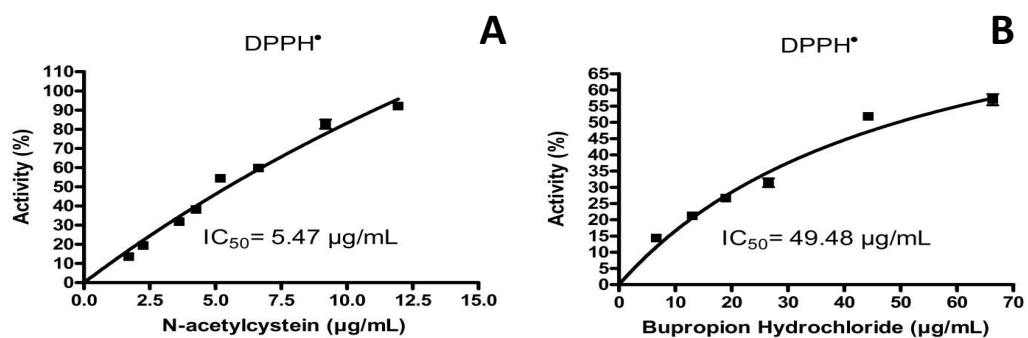 A
DPPH•
Activity (%)
110
100
90
80
70
60
50
40
30
20
10
0
IC50= 5.47 µg/mL
0.0 2.5 5.0 7.5 10.0 12.5 15.0
N-acetylcystein (µg/mL)
B
DPPH•
Activity (%)
65
60
55
50
45
40
35
30
25
20
15
10
5
0
IC50= 49.48 µg/mL
0 10 20 30 40 50 60 70
Bupropion Hydrochloride (µg/mL)